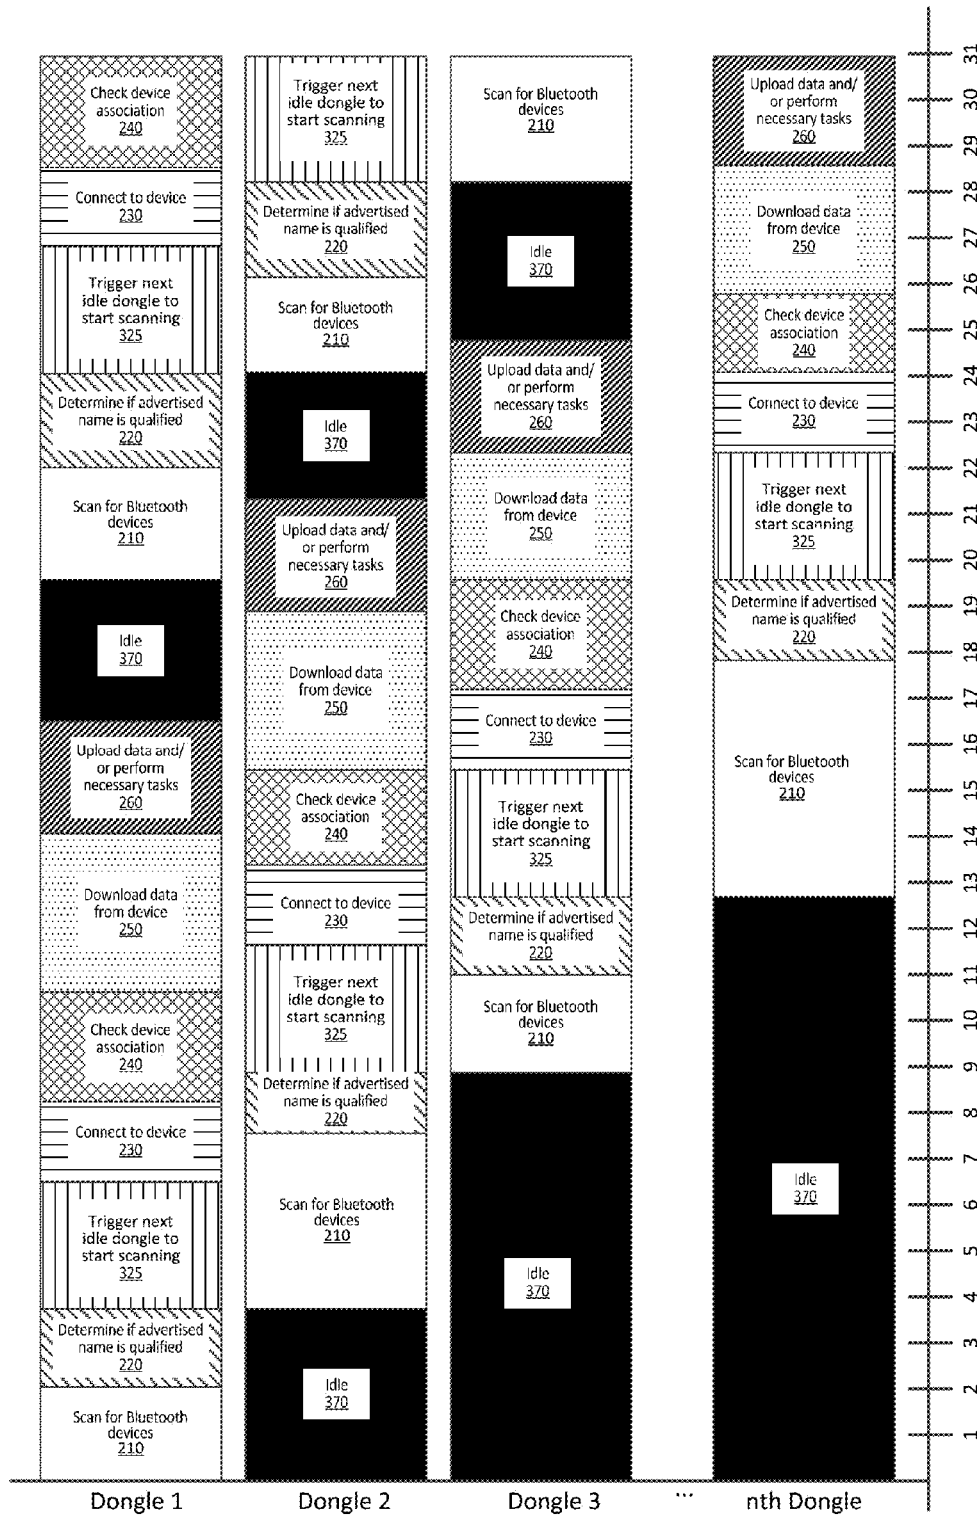 Check device
association
240
Connect to device
230
Trigger next
idle dongle to
start scanning
325
Determine if advertised
name is qualified
220
Scan for Bluetooth
devices
210
Idle
370
Upload data and/
or perform
necessary tasks
260
Download data
from device
250
Check device
association
240
Connect to device
230
Trigger next
idle dongle to
start scanning
325
Determine if advertised
name is qualified
220
Scan for Bluetooth
devices
210
Dongle 1
Trigger next
idle dongle to
start scanning
325
Determine if advertised
name is qualified
220
Scan for Bluetooth
devices
210
Idle
370
Upload data and/
or perform
necessary tasks
260
Download data
from device
250
Check device
association
240
Connect to device
230
Trigger next
idle dongle to
start scanning
325
Determine if advertised
name is qualified
220
Scan for Bluetooth
devices
210
Idle
370
Dongle 2
Scan for Bluetooth
devices
210
Idle
370
Upload data and/
or perform
necessary tasks
260
Download data
from device
250
Check device
association
240
Connect to device
230
Trigger next
idle dongle to
start scanning
325
Determine if advertised
name is qualified
220
Scan for Bluetooth
devices
210
Idle
370
Dongle 3
...
Upload data and/
or perform
necessary tasks
260
Download data
from device
250
Check device
association
240
Connect to device
230
Trigger next
idle dongle to
start scanning
325
Determine if advertised
name is qualified
220
Scan for Bluetooth
devices
210
Idle
370
nth Dongle
31
30
29
28
27
26
25
24
23
22
21
20
19
18
17
16
15
14
13
12
11
10
9
8
7
6
5
4
3
2
1